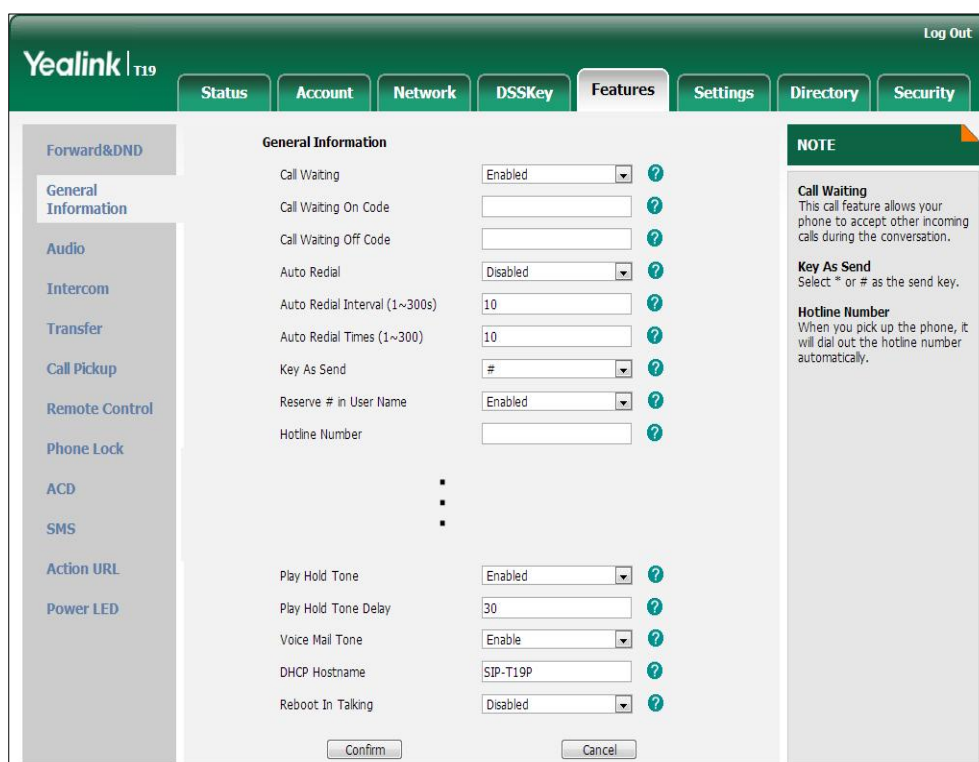 Log Out
Yealink T19
Status Account Network DSSKey Features Settings Directory Security
Forward&DND
General
Information
Audio
Intercom
Transfer
Call Pickup
Remote Control
Phone Lock
ACD
SMS
Action URL
Power LED
General Information
Call Waiting Enabled ?
Call Waiting On Code ?
Call Waiting Off Code ?
Auto Redial Disabled ?
Auto Redial Interval (1~300s) 10 ?
Auto Redial Times (1~300) 10 ?
Key As Send # ?
Reserve # in User Name Enabled ?
Hotline Number ?
Play Hold Tone Enabled ?
Play Hold Tone Delay 30 ?
Voice Mail Tone Enable ?
DHCP Hostname SIP-T19P ?
Reboot In Talking Disabled ?
Confirm Cancel
NOTE
Call Waiting
This call feature allows your
phone to accept other incoming
calls during the conversation.
Key As Send
Select * or # as the send key.
Hotline Number
When you pick up the phone, it
will dial out the hotline number
automatically.